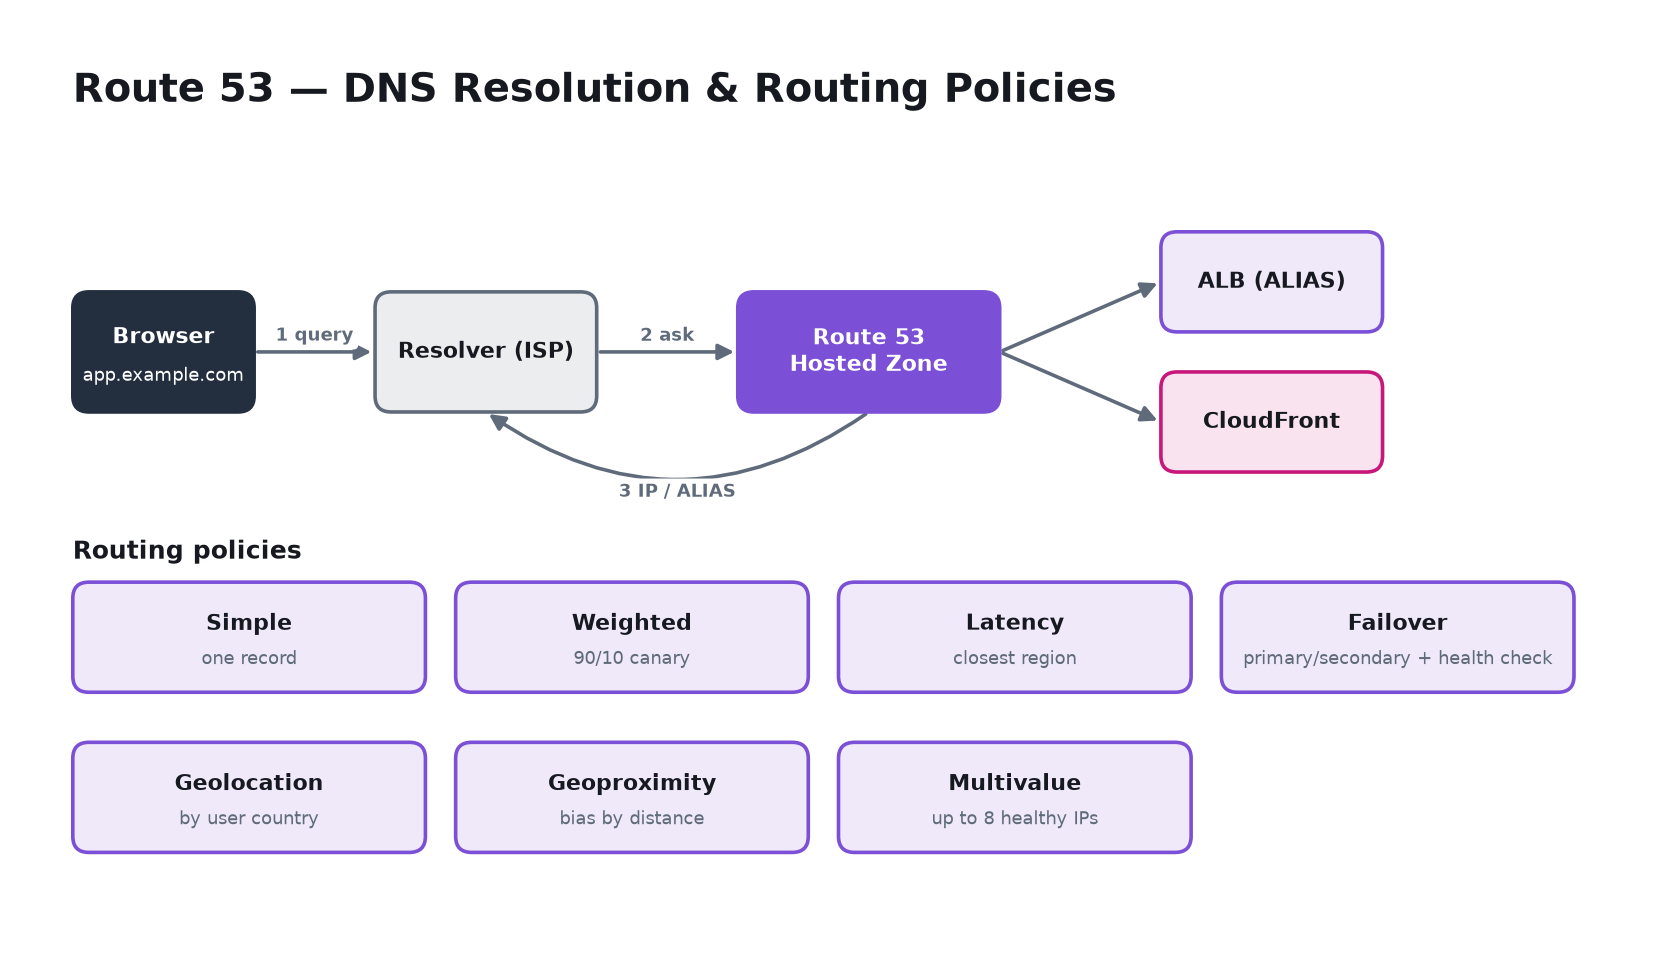 Route 53 — DNS Resolution & Routing Policies
Browser
app.example.com
1 query
Resolver (ISP)
2 ask
Route 53
Hosted Zone
ALB (ALIAS)
CloudFront
3 IP / ALIAS
Routing policies
Simple
one record
Weighted
90/10 canary
Latency
closest region
Failover
primary/secondary + health check
Geolocation
by user country
Geoproximity
bias by distance
Multivalue
up to 8 healthy IPs